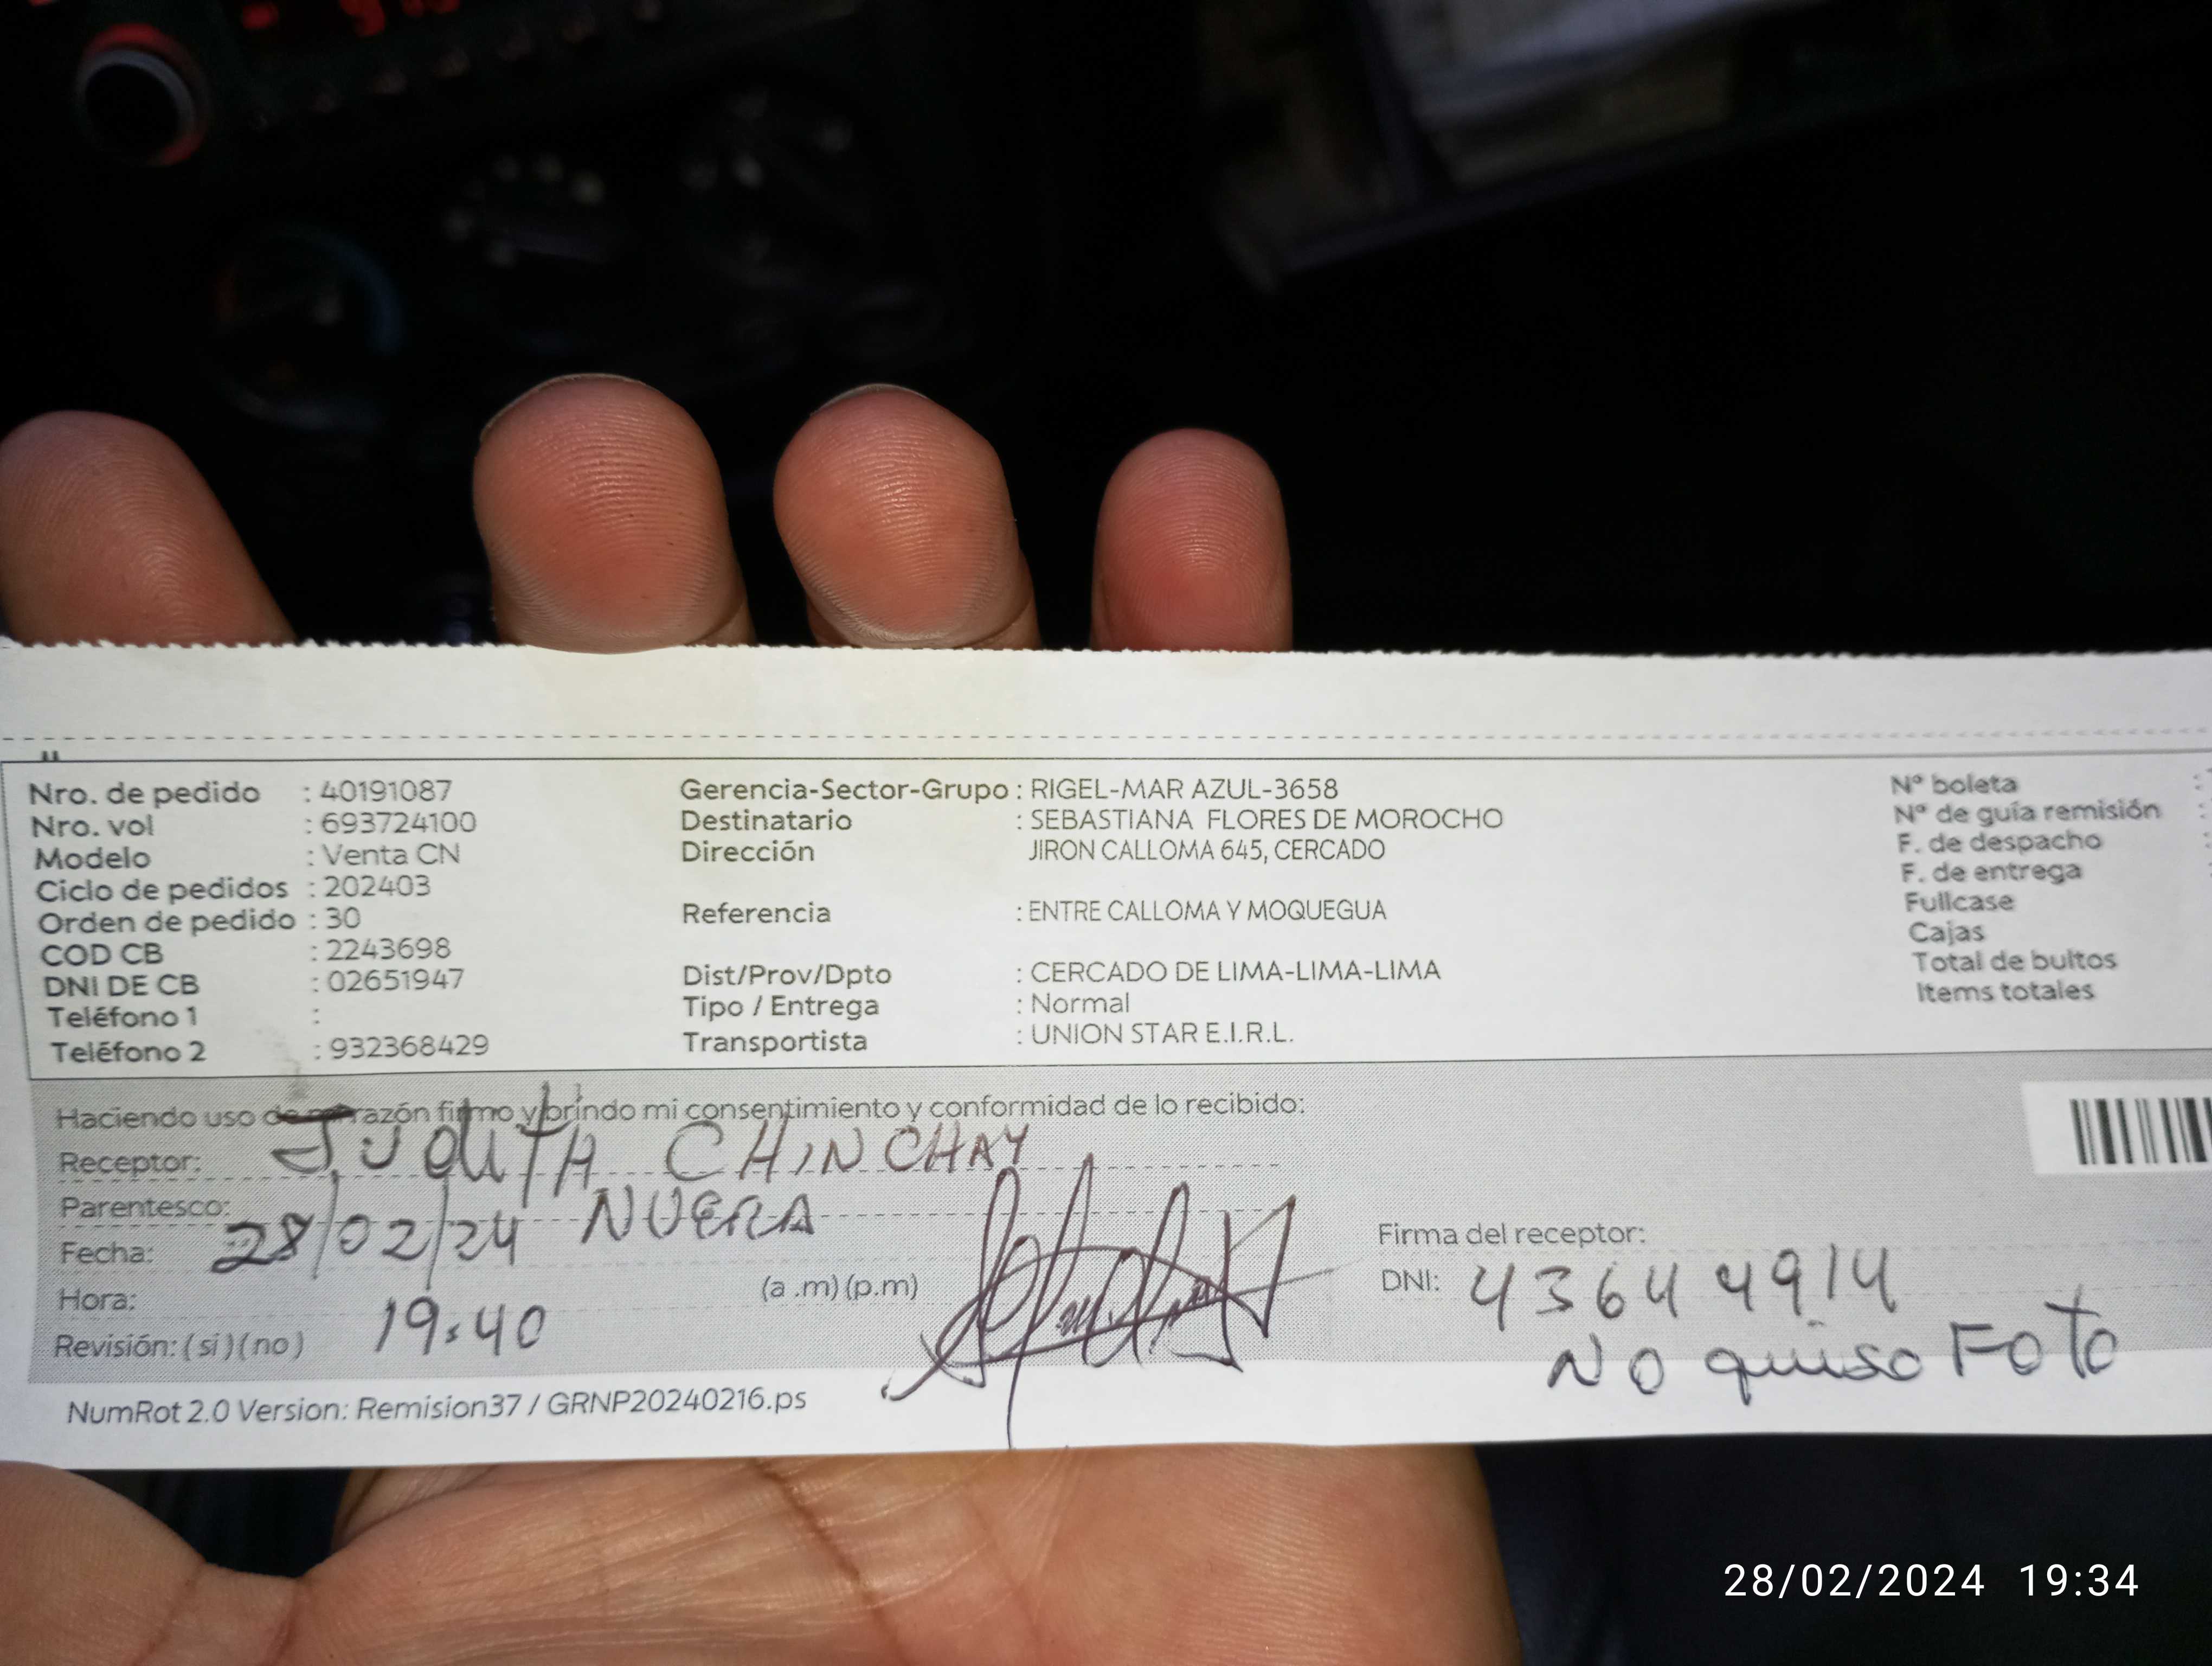 Nro. de pedido : 40191087
Nro. vol : 693724100
Modelo : Venta CN
Ciclo de pedidos : 202403
Orden de pedido : 30
COD CB : 2243698
DNI DE CB : 02651947
Teléfono 1 :
Teléfono 2 : 932368429
Gerencia-Sector-Grupo : RIGEL-MAR AZUL-3658
Destinatario : SEBASTIANA FLORES DE MOROCHO
Dirección JIRON CALLOMA 645, CERCADO
Referencia : ENTRE CALLOMA Y MOQUEGUA
Dist/Prov/Dpto : CERCADO DE LIMA-LIMA-LIMA
Tipo / Entrega : Normal
Transportista : UNION STAR E.I.R.L.
Nº boleta :
Nº de guía remisión :
F. de despacho :
F. de entrega :
Fullcase
Cajas
Total de bultos
Items totales
Haciendo uso de mi razón firmo y brindo mi consentimiento y conformidad de lo recibido:
Receptor: JUDITH CHINCHAY
Parentesco: NUERA
Fecha: 28/02/24
Hora: 19:40 (a .m) (p.m)
Revisión: ( si ) ( no )
Firma del receptor:
DNI: 43644914
NO quiso FOTO
NumRot 2.0 Version: Remision37 / GRNP20240216.ps
28/02/2024 19:34